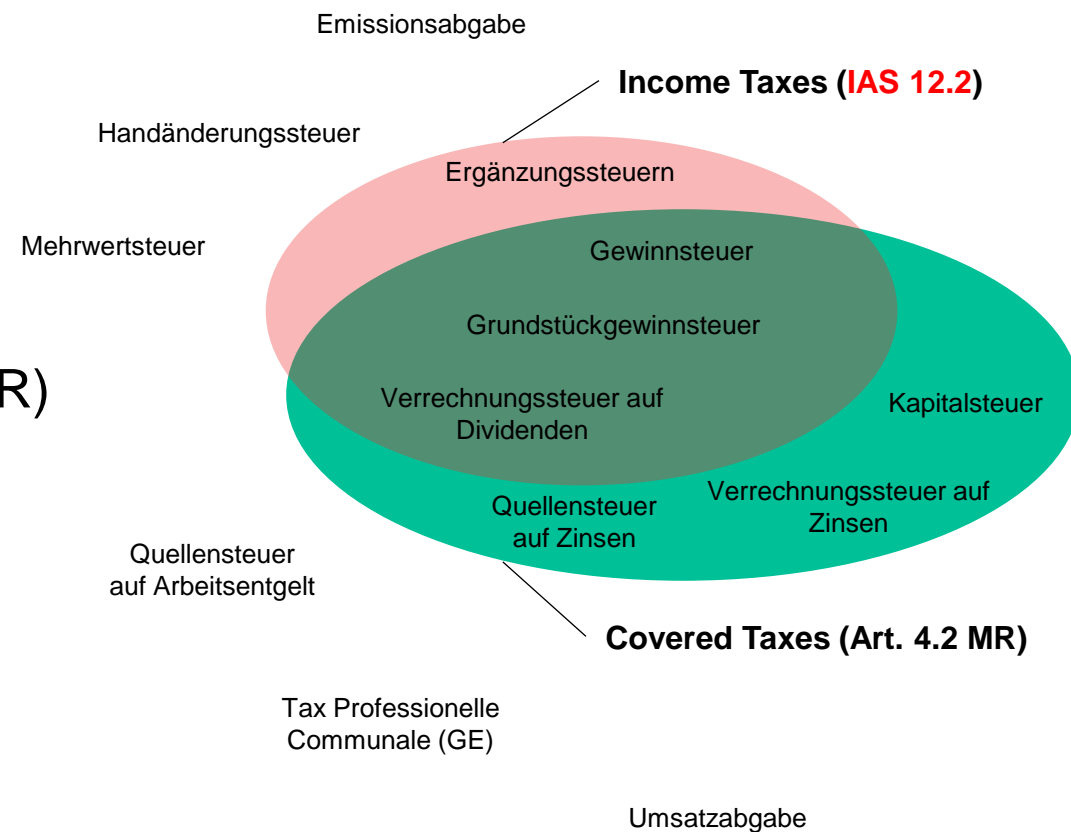 Emissionsabgabe
Income Taxes (IAS 12.2)
Handänderungssteuer
Ergänzungssteuern
Mehrwertsteuer
Gewinnsteuer
Grundstückgewinnsteuer
R)
Verrechnungssteuer auf
Dividenden
Kapitalsteuer
Quellensteuer
auf Zinsen
Verrechnungssteuer auf
Zinsen
Quellensteuer
auf Arbeitsentgelt
Covered Taxes (Art. 4.2 MR)
Tax Professionelle
Communale (GE)
Umsatzabgabe